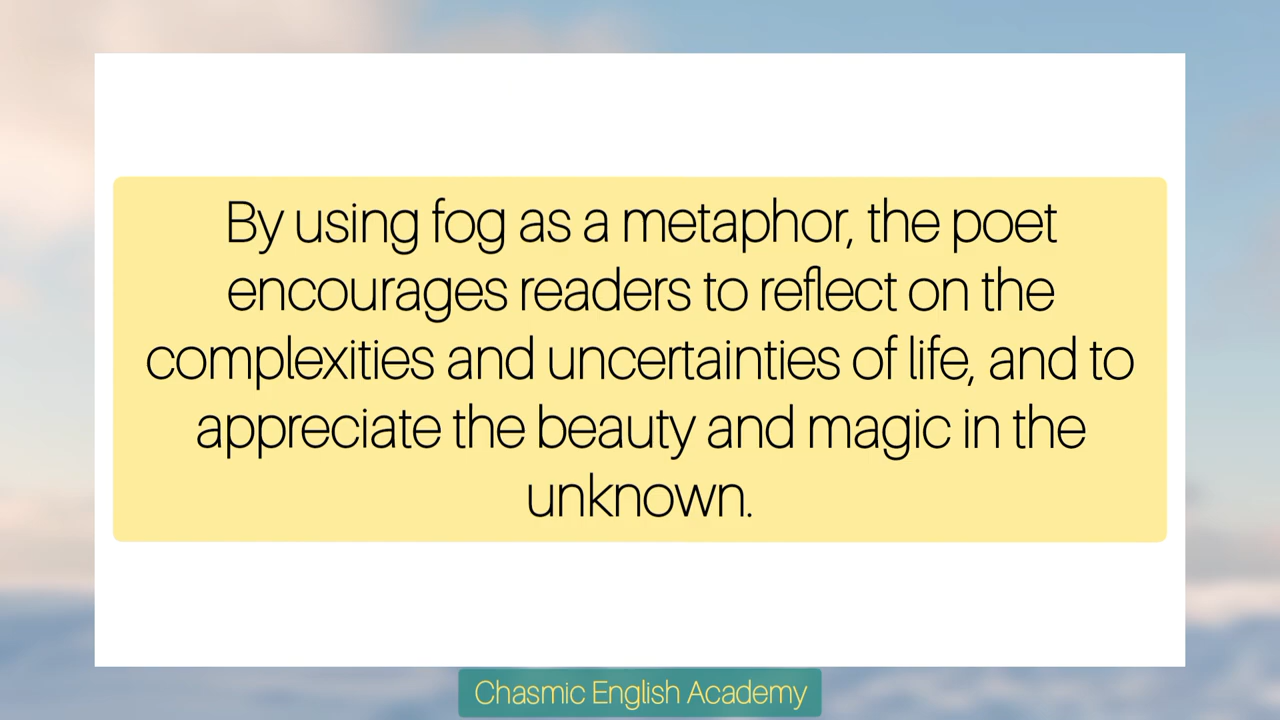 By using fog as a metaphor, the poet
encourages readers to reflect on the
complexities and uncertainties of life, and to
appreciate the beauty and magic in the
unknown.
Chasmic English Academy